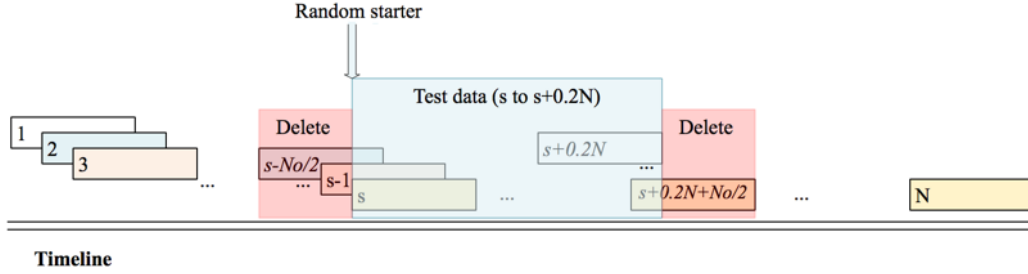 Random starter
Test data (s to s+0.2N)
Delete
Delete
1
2
3
...
s-No/2
...
s-1
s
...
s+0.2N
...
s+0.2N+No/2
...
N
Timeline